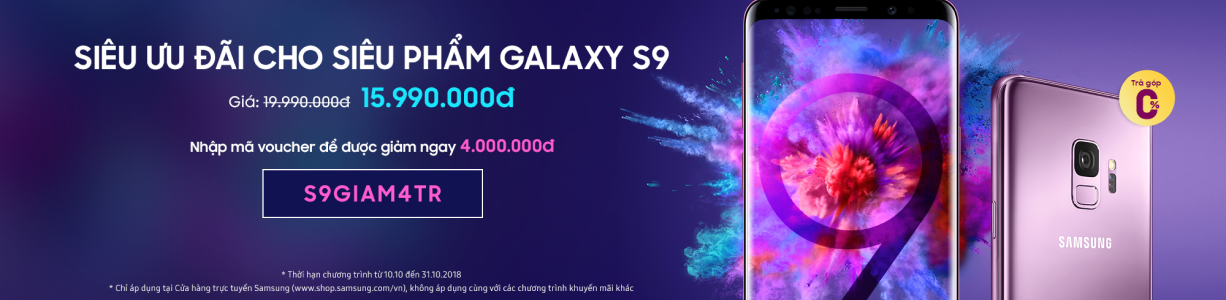 SIÊU ƯU ĐÃI CHO SIÊU PHẨM GALAXY S9
Giá: 19.990.000đ 15.990.000đ
Nhập mã voucher để được giảm ngay 4.000.000đ
S9GIAM4TR
* Thời hạn chương trình từ 10.10 đến 31.10.2018
* Chỉ áp dụng tại Cửa hàng trực tuyến Samsung (www.shop.samsung.com/vn), không áp dụng cùng với các chương trình khuyến mãi khác
9
Trả góp
0%
SAMSUNG